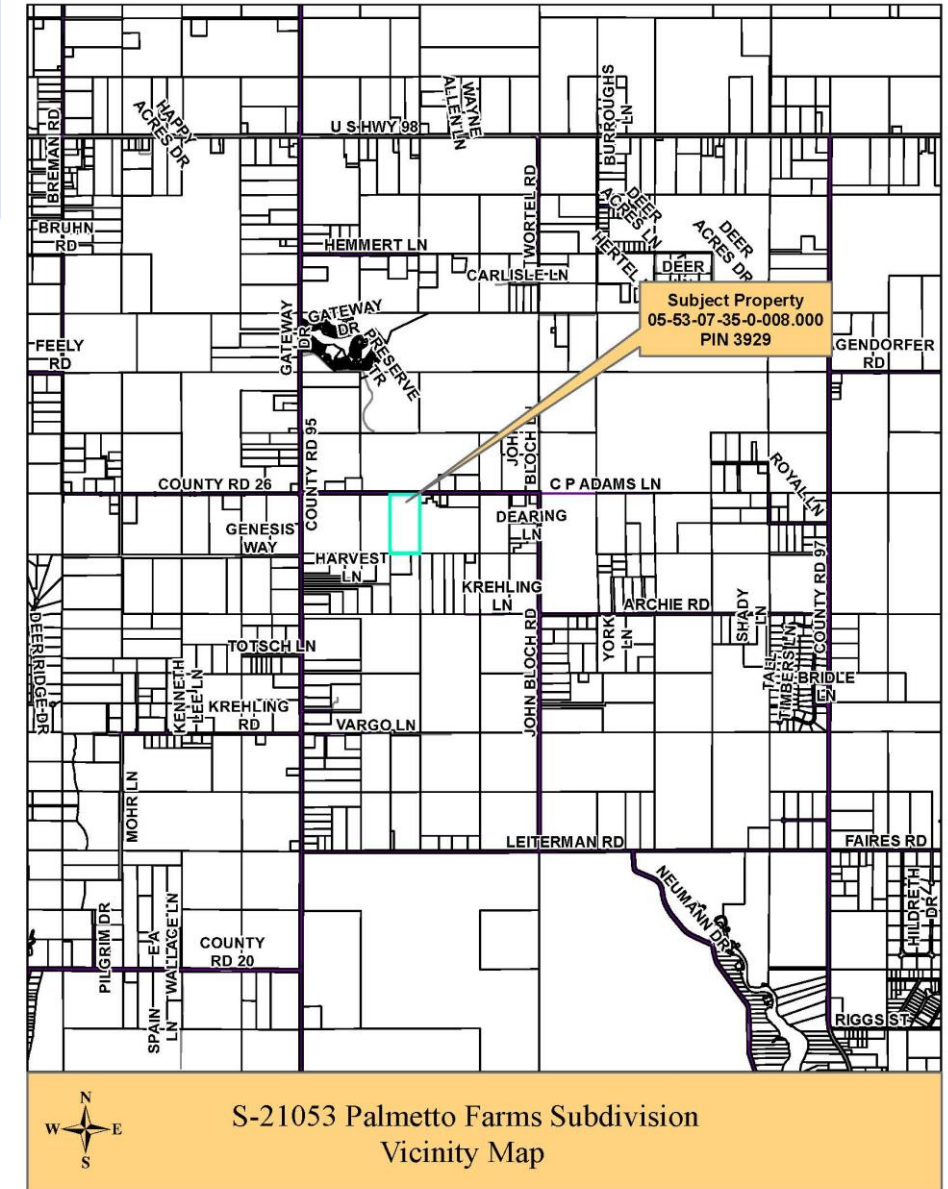 BREMAN RD
HAPPY
ACRES DR
WAYNE
ALLEN LN
BURROUGHS
LN
U S HWY 98
BRUHN
RD
TWORTEL RD
HEMMERT LN
CARLISLE LN
DEER
ACRES LN
HERTEL
DEER
DEER
ACRES DR
Subject Property
05-53-07-35-0-008.000
PIN 3929
GATEWAY
DR
GATEWAY
DR
PRESERVE
TR
FEELY
RD
AGENDORFER
RD
COUNTY RD 95
BLOCH
COUNTY RD 26
C P ADAMS LN
ROYAL LN
GENESIS
WAY
DEARING
LN
HARVEST
LN
KREHLING
LN
ARCHIE RD
COUNTY RD 97
DEER RIDGE DR
TOTSCH LN
KENNETH
LEE LN
KREHLING
RD
VARGO LN
JOHN BLOCH RD
YORK
LN
SHADY
LN
TALL
TIMBERS LN
BRIDLE
LN
MOHR LN
LEITERMAN RD
FAIRES RD
NEUMANN DR
HILDRETH
DR
PILGRIM DR
E A
WALLACE LN
COUNTY
RD 20
SPAIN
LN
RIGGS ST
N
W E
S
S-21053 Palmetto Farms Subdivision
Vicinity Map